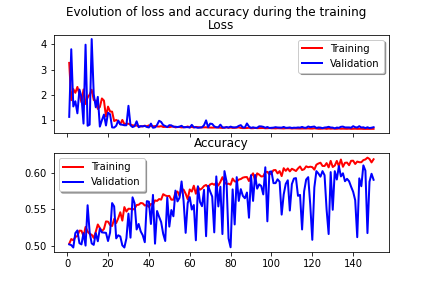 Evolution of loss and accuracy during the training
Loss
4
3
2
1
Training
Validation
Accuracy
0.60
0.55
0.50
Training
Validation
0 20 40 60 80 100 120 140